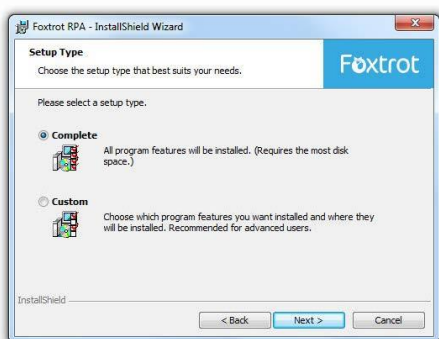 Foxtrot RPA - InstallShield Wizard
Setup Type
Choose the setup type that best suits your needs.
Foxtrot
Please select a setup type.
Complete
All program features will be installed. (Requires the most disk
space.)
Custom
Choose which program features you want installed and where they
will be installed. Recommended for advanced users.
InstallShield
< Back
Next >
Cancel